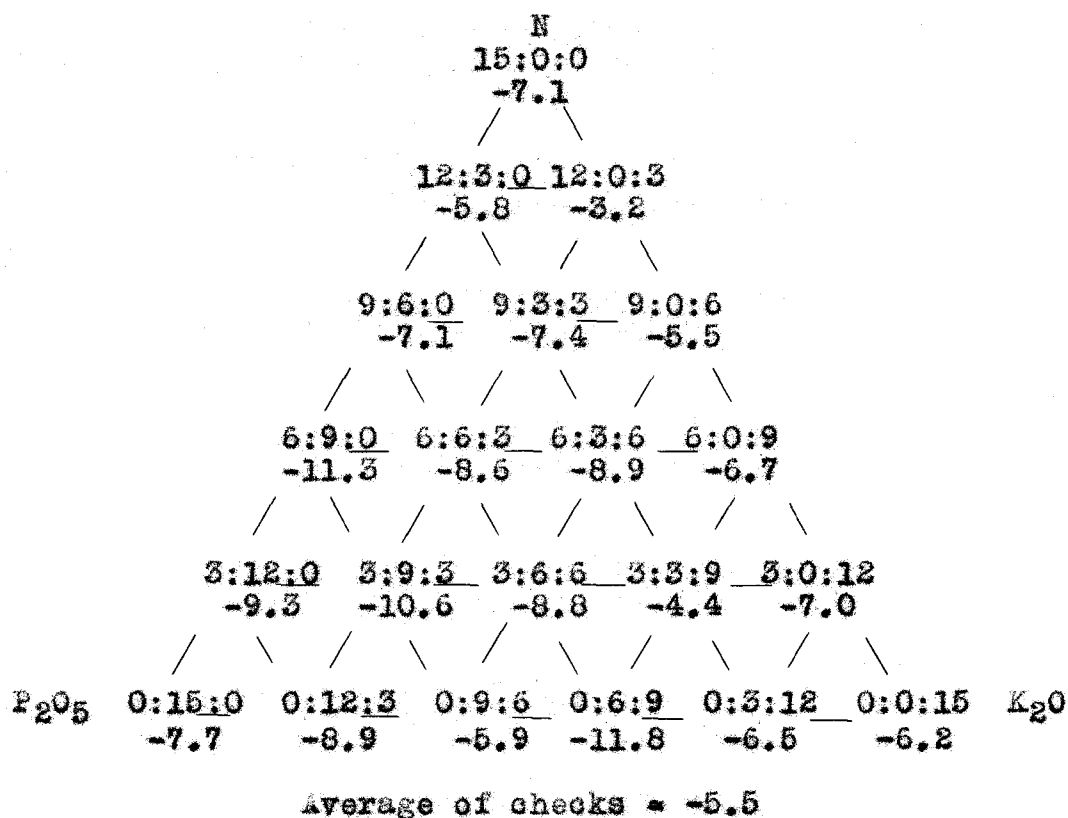 N
15:0:0
-7.1
12:3:0 12:0:3
-5.8 -3.2
9:6:0 9:3:3 9:0:6
-7.1 -7.4 -5.5
6:9:0 6:6:3 6:3:6 6:0:9
-11.3 -8.6 -8.9 -6.7
3:12:0 3:9:3 3:6:6 3:3:9 3:0:12
-9.3 -10.6 -8.8 -4.4 -7.0
P₂O₅ 0:15:0 0:12:3 0:9:6 0:6:9 0:3:12 0:0:15 K₂O
-7.7 -8.9 -5.9 -11.8 -6.5 -6.2
Average of checks = -5.5